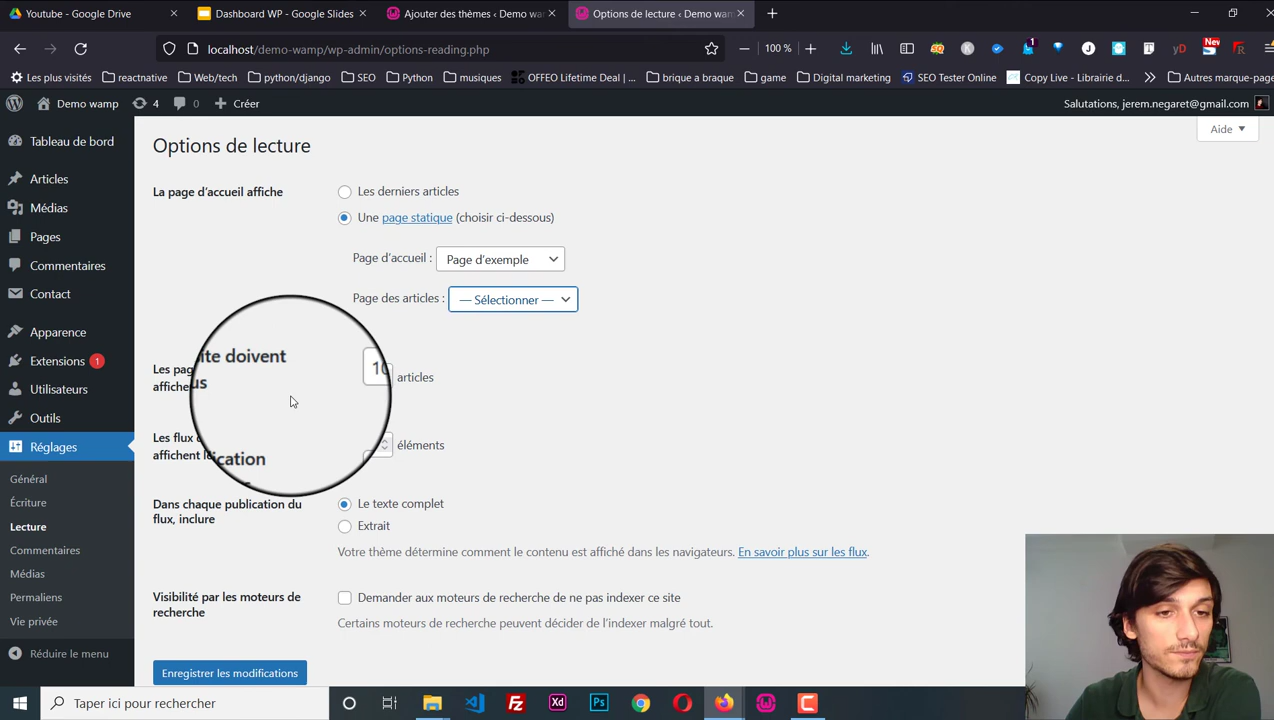 Youtube - Google Drive
Dashboard WP - Google Slides
Ajouter des thèmes ‹ Demo wam
Options de lecture ‹ Demo wam
localhost/demo-wamp/wp-admin/options-reading.php
100 %
1
New
Les plus visités
reactnative
Web/tech
python/django
SEO
Python
musiques
OFFEO Lifetime Deal | ...
brique a braque
game
Digital marketing
SEO Tester Online
Copy Live - Librairie d...
Autres marque-page
Demo wamp
4
0
Créer
Salutations, jerem.negaret@gmail.com
Aide
Tableau de bord
Articles
Médias
Pages
Commentaires
Contact
Apparence
Extensions 1
Utilisateurs
Outils
Réglages
Général
Écriture
Lecture
Commentaires
Médias
Permaliens
Vie privée
Réduire le menu
Options de lecture
La page d'accueil affiche
Les derniers articles
Une page statique (choisir ci-dessous)
Page d'accueil : Page d'exemple
Page des articles : — Sélectionner —
doivent
10 articles
éléments
Dans chaque publication du
flux, inclure
Le texte complet
Extrait
Votre thème détermine comment le contenu est affiché dans les navigateurs. En savoir plus sur les flux.
Visibilité par les moteurs de
recherche
Demander aux moteurs de recherche de ne pas indexer ce site
Certains moteurs de recherche peuvent décider de l'indexer malgré tout.
Enregistrer les modifications
Taper ici pour rechercher